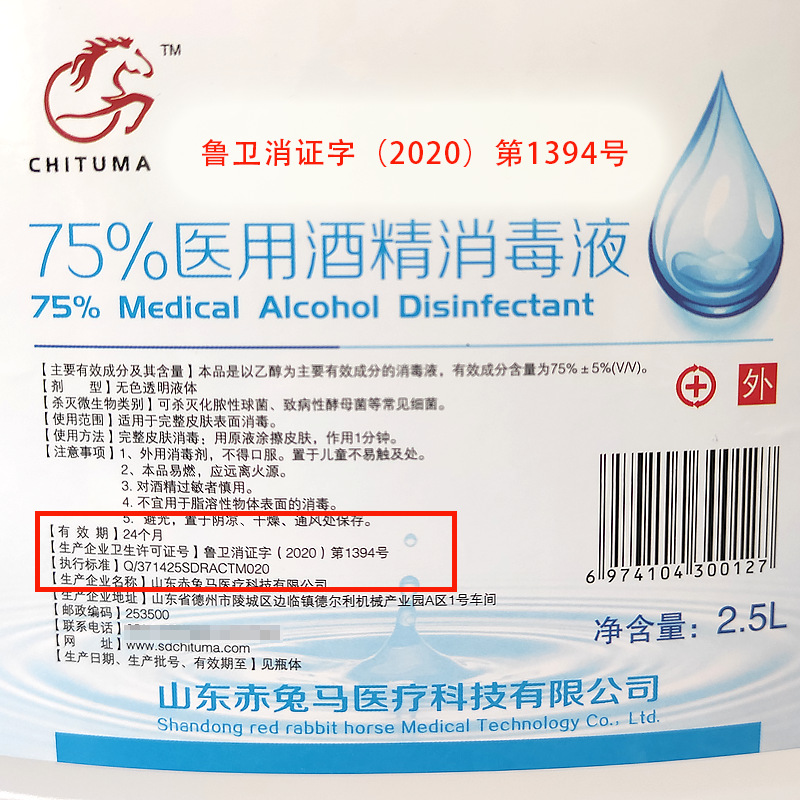 TM
CHITUMA
鲁卫消证字（2020）第1394号
75%医用酒精消毒液
75% Medical Alcohol Disinfectant
【主要有效成分及其含量】本品是以乙醇为主要有效成分的消毒液，有效成分含量为75%±5%(V/V)。
【剂　　型】无色透明液体
【杀灭微生物类别】可杀灭化脓性球菌、致病性酵母菌等常见细菌。
【使用范围】适用于完整皮肤表面消毒。
【使用方法】完整皮肤消毒；用原液涂擦皮肤，作用1分钟。
【注意事项】1、外用消毒剂，不得口服。置于儿童不易触及处。
2、本品易燃，应远离火源。
3. 对酒精过敏者慎用。
4. 不宜用于脂溶性物体表面的消毒。
5. 避光，置于阴凉、干燥、通风处保存。
【有 效 期】24个月
【生产企业卫生许可证号】鲁卫消证字（2020）第1394号
【执行标准】Q/371425SDRACTM020
【生产企业名称】山东赤兔马医疗科技有限公司
【生产企业地址】山东省德州市陵城区边临镇德尔利机械产业园A区1号车间
【邮政编码】253500
【联系电话】
【网　　址】www.sdchituma.com
【生产日期、生产批号、有效期至】见瓶体
外
6 974104 300127
净含量：2.5L
山东赤兔马医疗科技有限公司
Shandong red rabbit horse Medical Technology Co., Ltd.